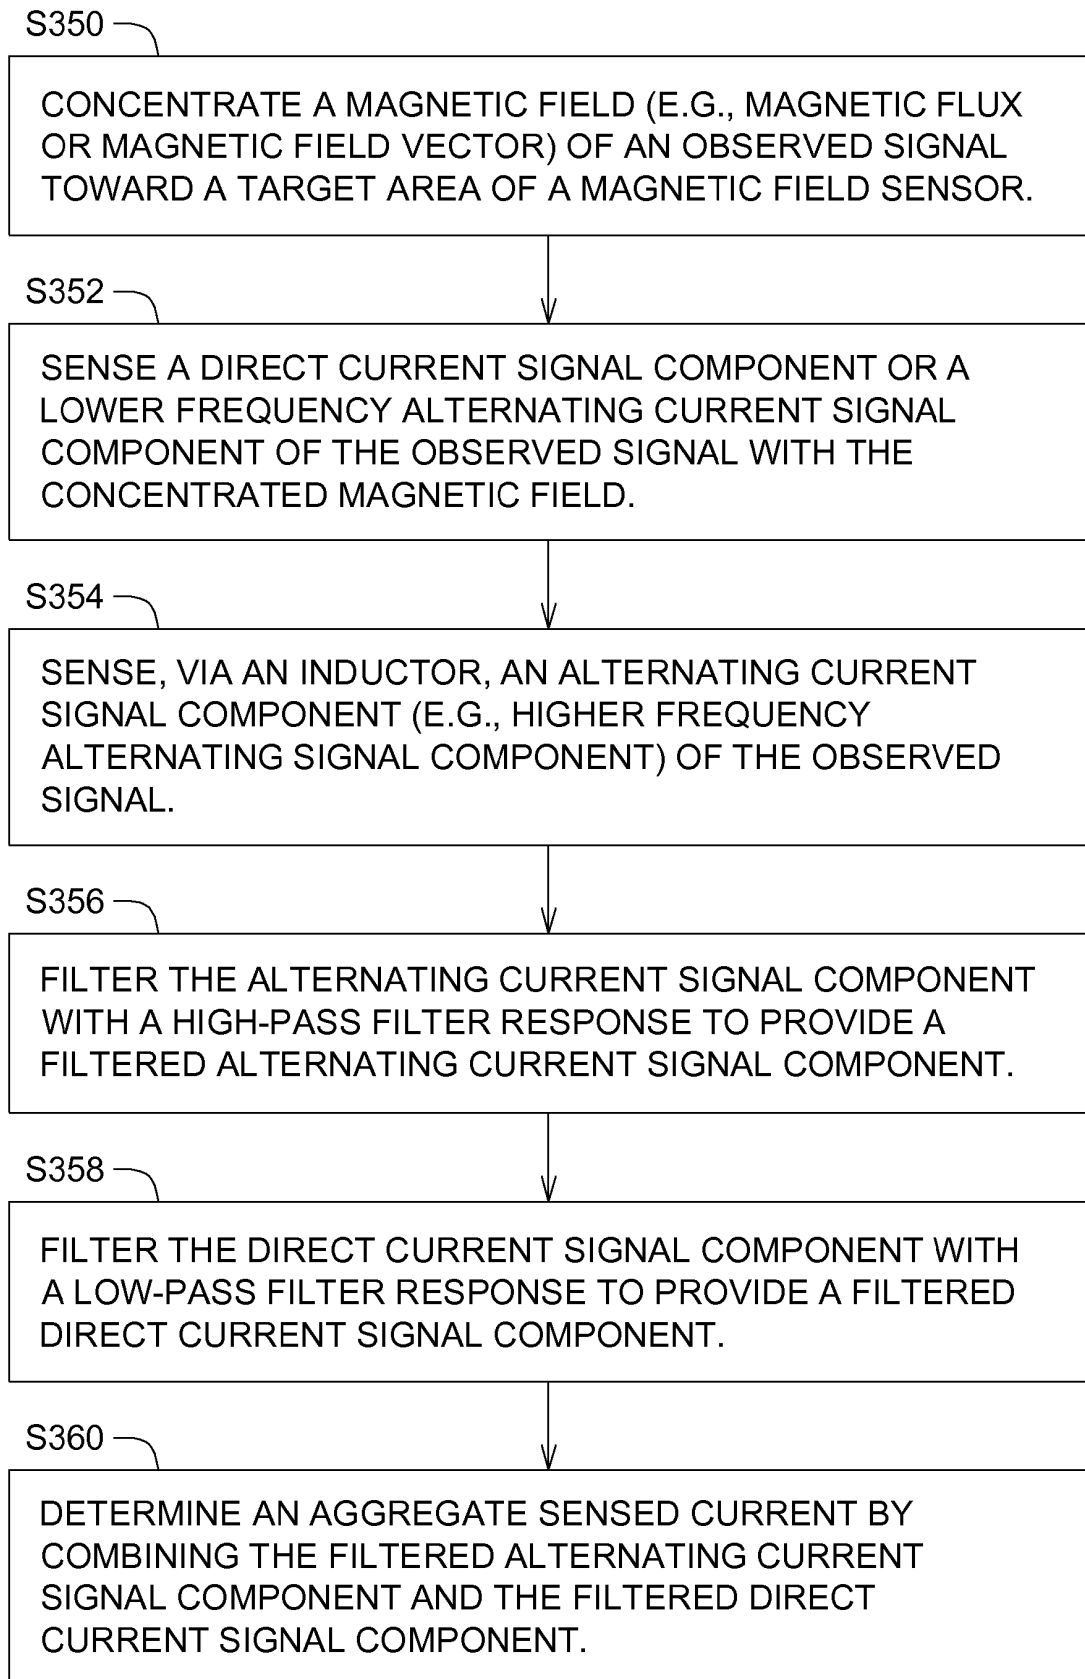 S350
CONCENTRATE A MAGNETIC FIELD (E.G., MAGNETIC FLUX
OR MAGNETIC FIELD VECTOR) OF AN OBSERVED SIGNAL
TOWARD A TARGET AREA OF A MAGNETIC FIELD SENSOR.
S352
SENSE A DIRECT CURRENT SIGNAL COMPONENT OR A
LOWER FREQUENCY ALTERNATING CURRENT SIGNAL
COMPONENT OF THE OBSERVED SIGNAL WITH THE
CONCENTRATED MAGNETIC FIELD.
S354
SENSE, VIA AN INDUCTOR, AN ALTERNATING CURRENT
SIGNAL COMPONENT (E.G., HIGHER FREQUENCY
ALTERNATING SIGNAL COMPONENT) OF THE OBSERVED
SIGNAL.
S356
FILTER THE ALTERNATING CURRENT SIGNAL COMPONENT
WITH A HIGH-PASS FILTER RESPONSE TO PROVIDE A
FILTERED ALTERNATING CURRENT SIGNAL COMPONENT.
S358
FILTER THE DIRECT CURRENT SIGNAL COMPONENT WITH
A LOW-PASS FILTER RESPONSE TO PROVIDE A FILTERED
DIRECT CURRENT SIGNAL COMPONENT.
S360
DETERMINE AN AGGREGATE SENSED CURRENT BY
COMBINING THE FILTERED ALTERNATING CURRENT
SIGNAL COMPONENT AND THE FILTERED DIRECT
CURRENT SIGNAL COMPONENT.